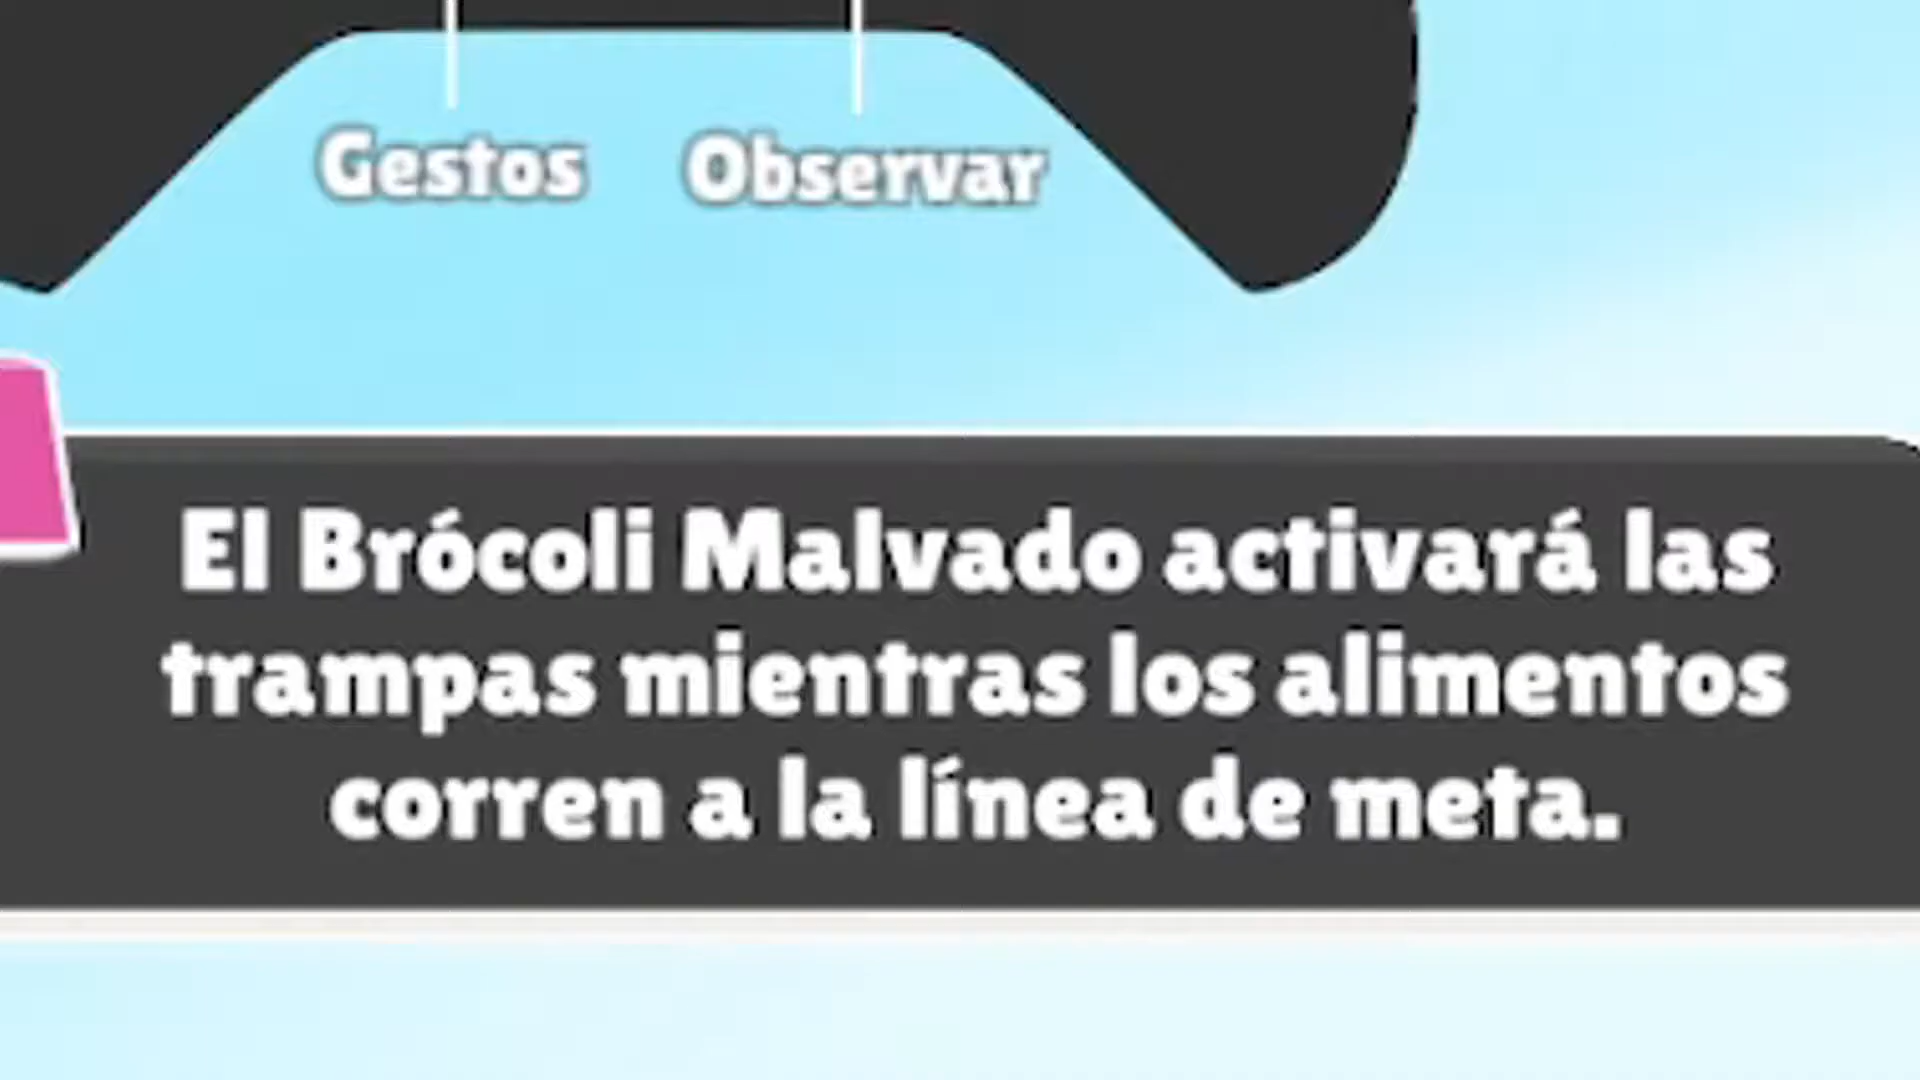 Gestos Observar
El Brócoli Malvado activará las
trampas mientras los alimentos
corren a la línea de meta.